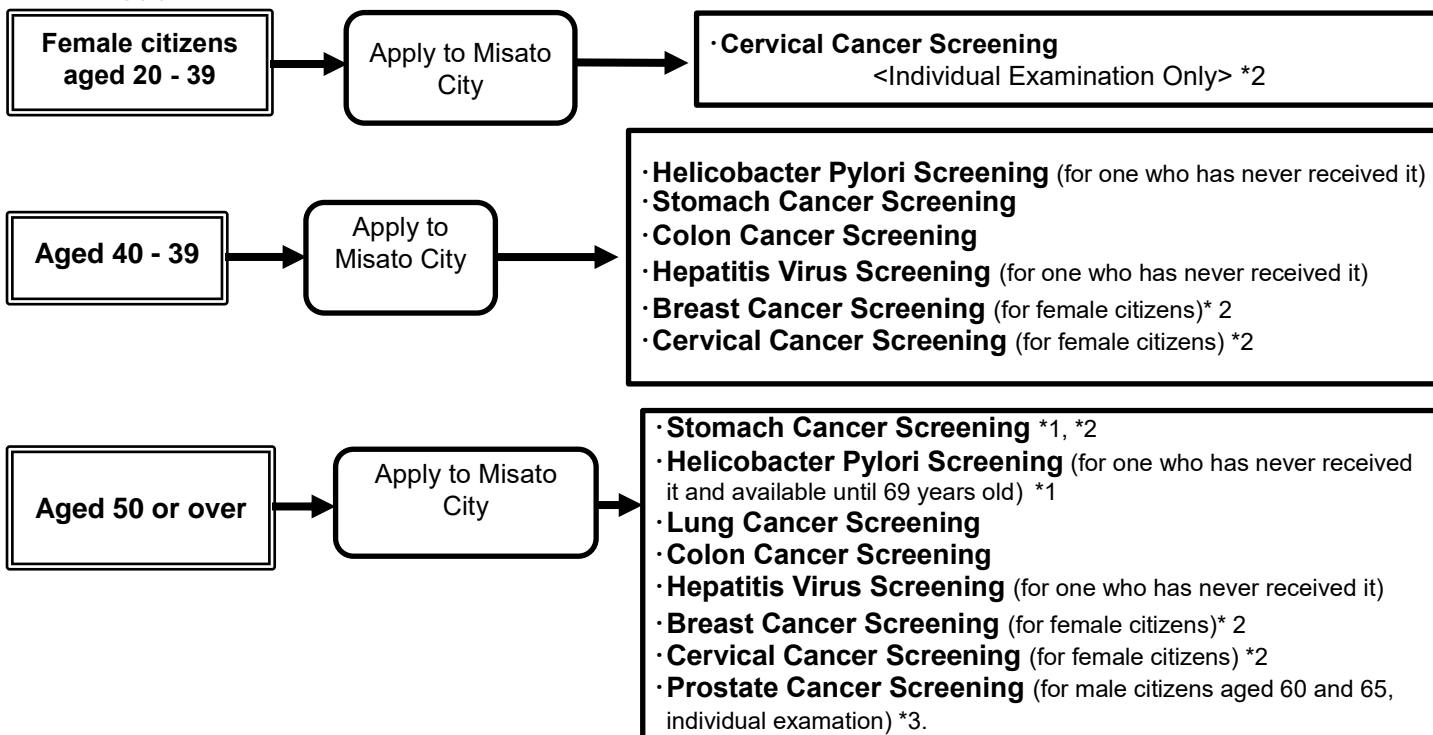 Female citizens
aged 20 - 39
Apply to Misato
City
·Cervical Cancer Screening
<Individual Examination Only> *2
Aged 40 - 39
Apply to
Misato City
·Helicobacter Pylori Screening (for one who has never received it)
·Stomach Cancer Screening
·Colon Cancer Screening
·Hepatitis Virus Screening (for one who has never received it)
·Breast Cancer Screening (for female citizens)* 2
·Cervical Cancer Screening (for female citizens) *2
Aged 50 or over
Apply to Misato
City
·Stomach Cancer Screening *1, *2
·Helicobacter Pylori Screening (for one who has never received
it and available until 69 years old) *1
·Lung Cancer Screening
·Colon Cancer Screening
·Hepatitis Virus Screening (for one who has never received it)
·Breast Cancer Screening (for female citizens)* 2
·Cervical Cancer Screening (for female citizens) *2
·Prostate Cancer Screening (for male citizens aged 60 and 65,
individual examation) *3.